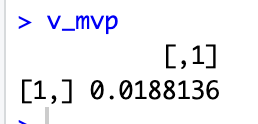 > v_mvp
[,1]
[1,] 0.0188136
>